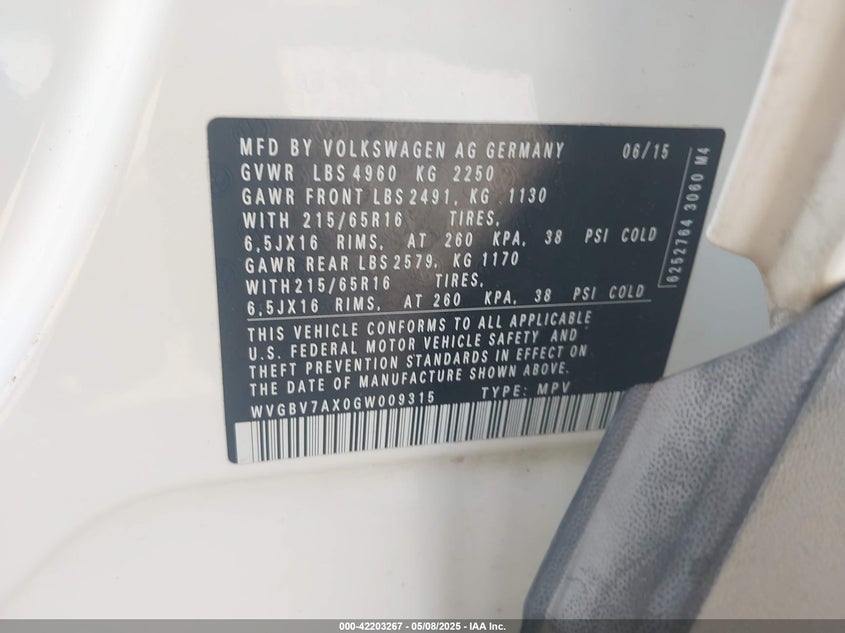 MFD BY VOLKSWAGEN AG GERMANY 06/15
GVWR LBS 4960 KG 2250
GAWR FRONT LBS 2491, KG 1130
WITH 215/65R16 TIRES,
6,5JX16 RIMS, AT 260 KPA, 38 PSI COLD
GAWR REAR LBS 2579, KG 1170
WITH 215/65R16 TIRES,
6,5JX16 RIMS, AT 260 KPA, 38 PSI COLD
THIS VEHICLE CONFORMS TO ALL APPLICABLE
U.S. FEDERAL MOTOR VEHICLE SAFETY AND
THEFT PREVENTION STANDARDS IN EFFECT ON
THE DATE OF MANUFACTURE SHOWN ABOVE.
WVGBV7AX0GW009315 TYPE: MPV
6252764 3060 M4
000-42203267 - 05/08/2025 - IAA Inc.